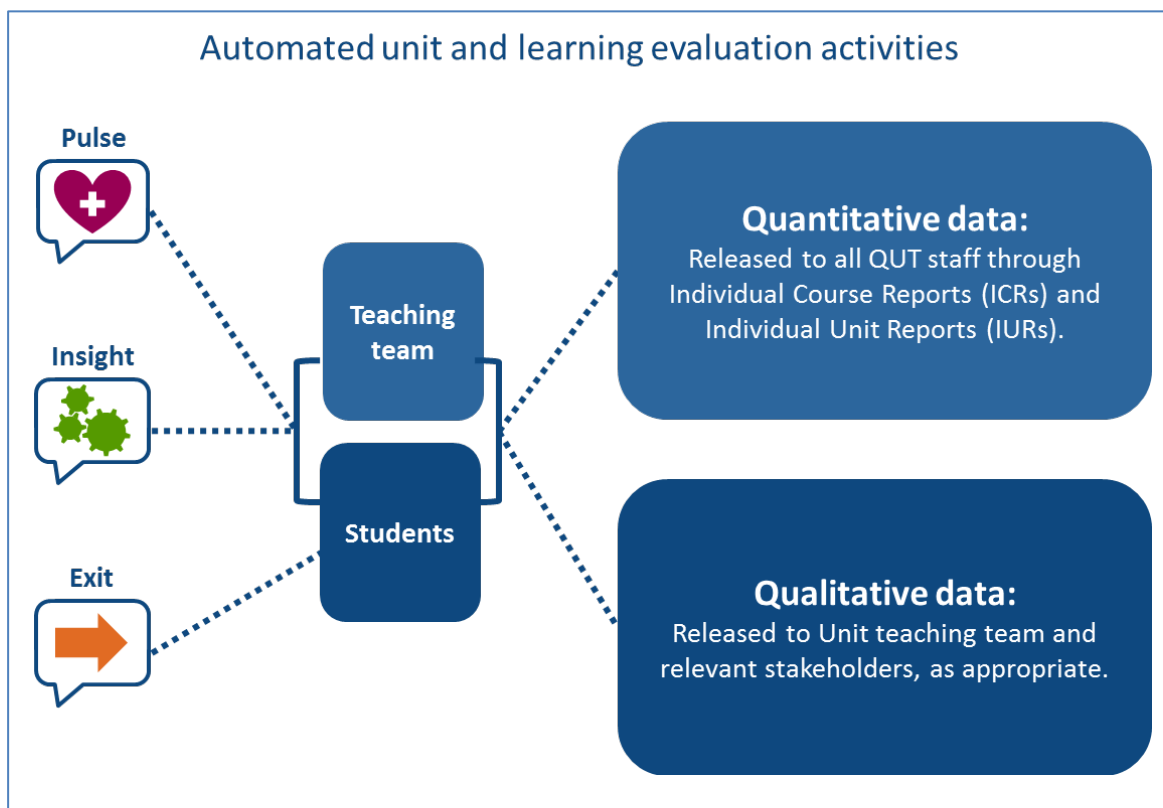 Automated unit and learning evaluation activities
Pulse
Insight
Exit
Teaching
team
Students
Quantitative data:
Released to all QUT staff through
Individual Course Reports (ICRs) and
Individual Unit Reports (IURs).
Qualitative data:
Released to Unit teaching team and
relevant stakeholders, as appropriate.